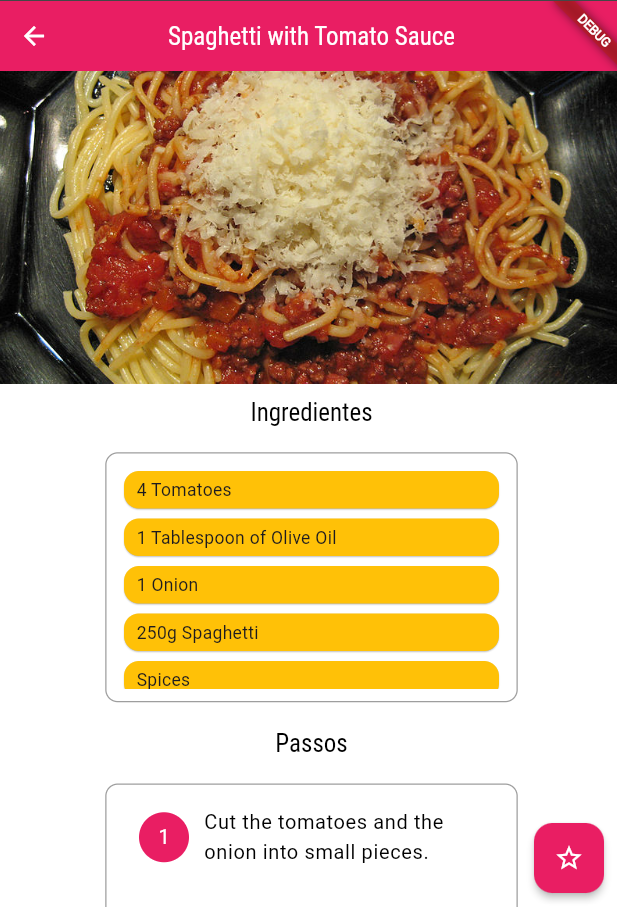 Spaghetti with Tomato Sauce
DEBUG
Ingredientes
4 Tomatoes
1 Tablespoon of Olive Oil
1 Onion
250g Spaghetti
Spices
Passos
1
Cut the tomatoes and the
onion into small pieces.